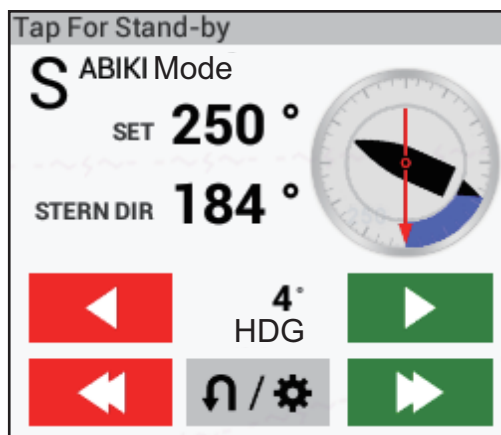 Tap For Stand-by
S ABIKI Mode
SET 250 °
STERN DIR 184 °
4°
HDG
/